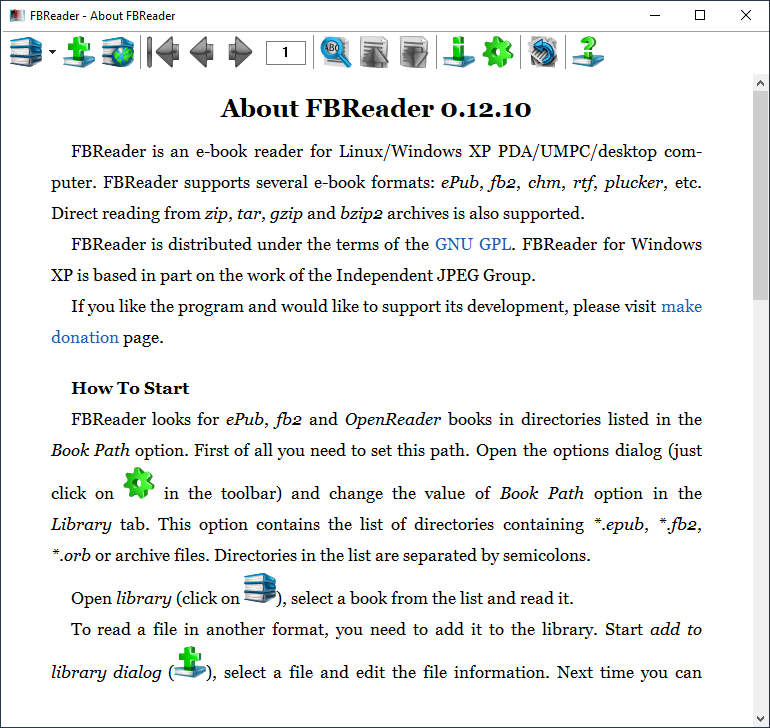 FBReader - About FBReader
1
ABC
About FBReader 0.12.10
FBReader is an e-book reader for Linux/Windows XP PDA/UMPC/desktop com-
puter. FBReader supports several e-book formats: ePub, fb2, chm, rtf, plucker, etc.
Direct reading from zip, tar, gzip and bzip2 archives is also supported.
FBReader is distributed under the terms of the GNU GPL. FBReader for Windows
XP is based in part on the work of the Independent JPEG Group.
If you like the program and would like to support its development, please visit make
donation page.
How To Start
FBReader looks for ePub, fb2 and OpenReader books in directories listed in the
Book Path option. First of all you need to set this path. Open the options dialog (just
click on in the toolbar) and change the value of Book Path option in the
Library tab. This option contains the list of directories containing *.epub, *.fb2,
*.orb or archive files. Directories in the list are separated by semicolons.
Open library (click on ), select a book from the list and read it.
To read a file in another format, you need to add it to the library. Start add to
library dialog ( ), select a file and edit the file information. Next time you can